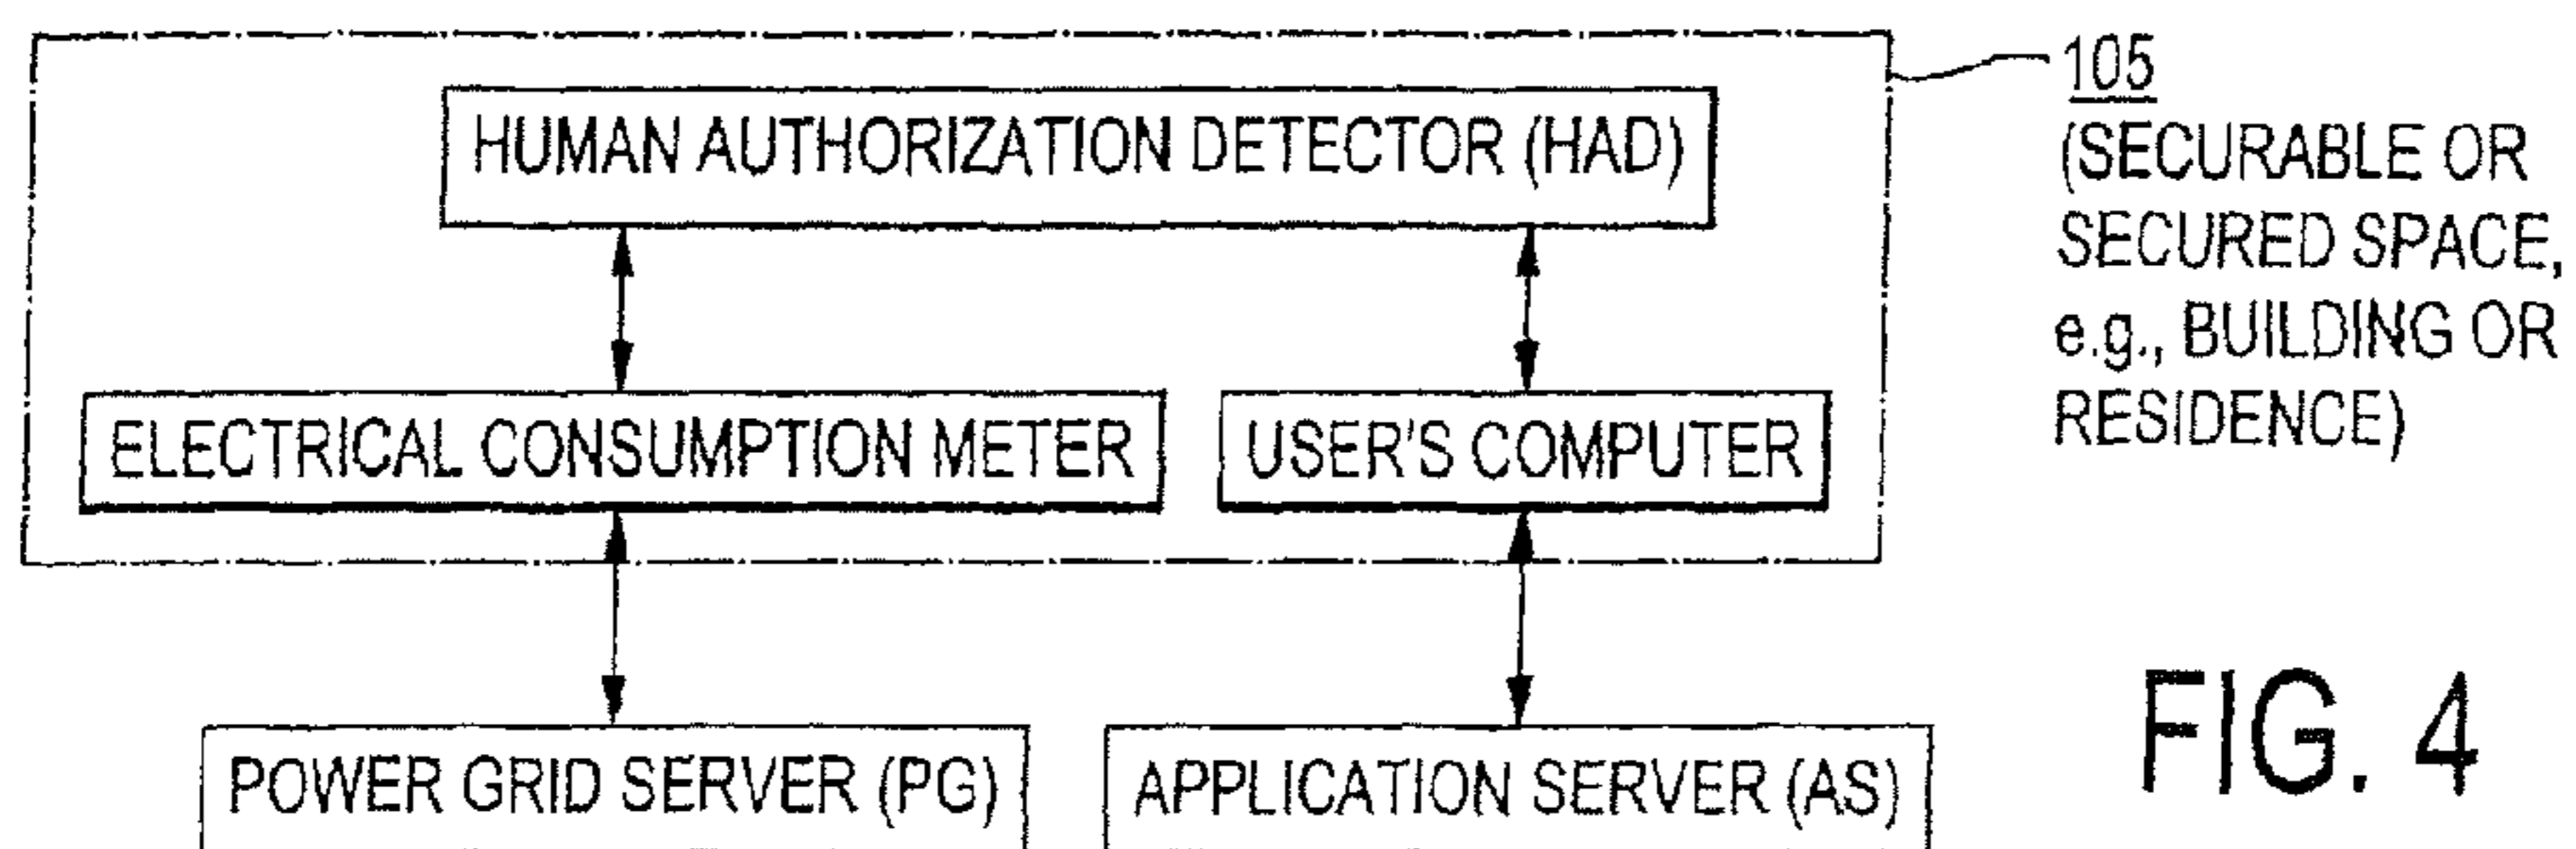 HUMAN AUTHORIZATION DETECTOR (HAD)
105
(SECURABLE OR
SECURED SPACE,
e.g., BUILDING OR
RESIDENCE)
ELECTRICAL CONSUMPTION METER
USER'S COMPUTER
POWER GRID SERVER (PG)
APPLICATION SERVER (AS)
FIG. 4